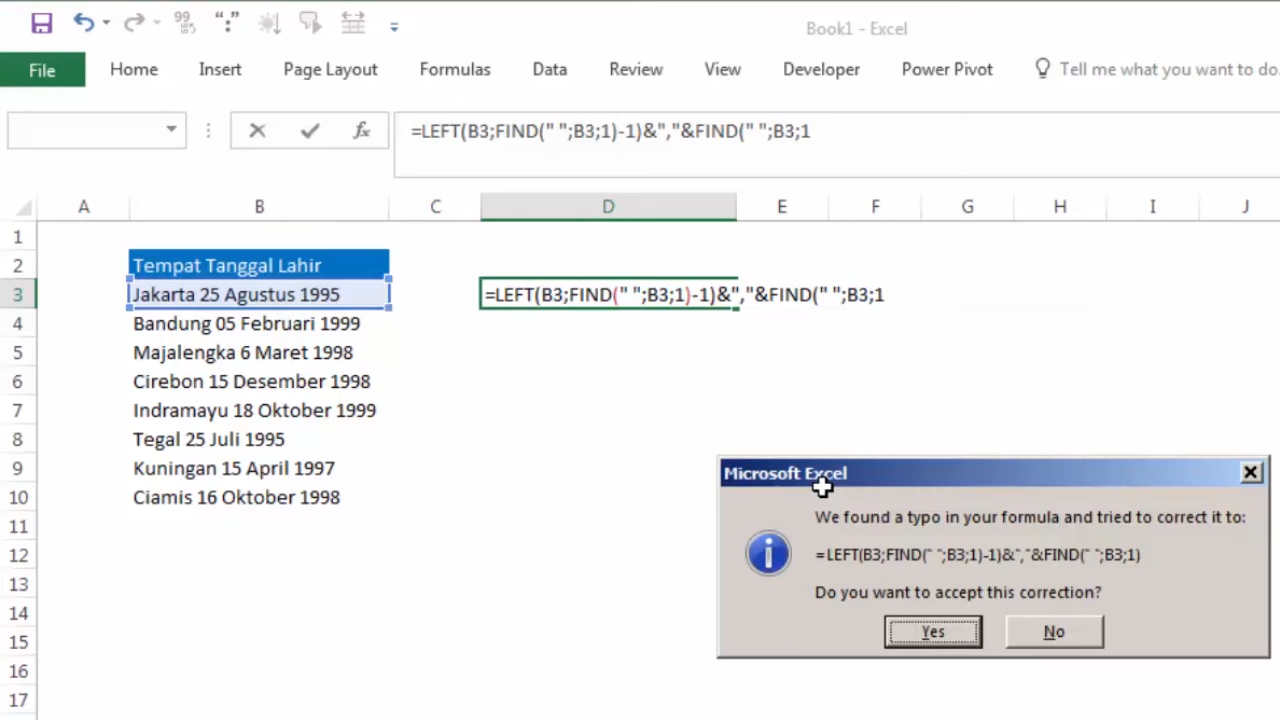 Book1 - Excel
File Home Insert Page Layout Formulas Data Review View Developer Power Pivot Tell me what you want to do.
=LEFT(B3;FIND(" ";B3;1)-1)&","&FIND(" ";B3;1
A B C D E F G H I J
1
2 Tempat Tanggal Lahir
3 Jakarta 25 Agustus 1995 =LEFT(B3;FIND(" ";B3;1)-1)&","&FIND(" ";B3;1
4 Bandung 05 Februari 1999
5 Majalengka 6 Maret 1998
6 Cirebon 15 Desember 1998
7 Indramayu 18 Oktober 1999
8 Tegal 25 Juli 1995
9 Kuningan 15 April 1997
10 Ciamis 16 Oktober 1998
11
12
13
14
15
16
17
Microsoft Excel
We found a typo in your formula and tried to correct it to:
=LEFT(B3;FIND(" ";B3;1)-1)&","&FIND(" ";B3;1)
Do you want to accept this correction?
Yes No